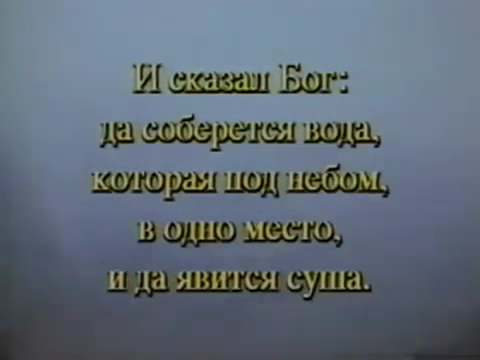 И сказал Бог:
да соберется вода,
которая под небом,
в одно место,
и да явится суша.